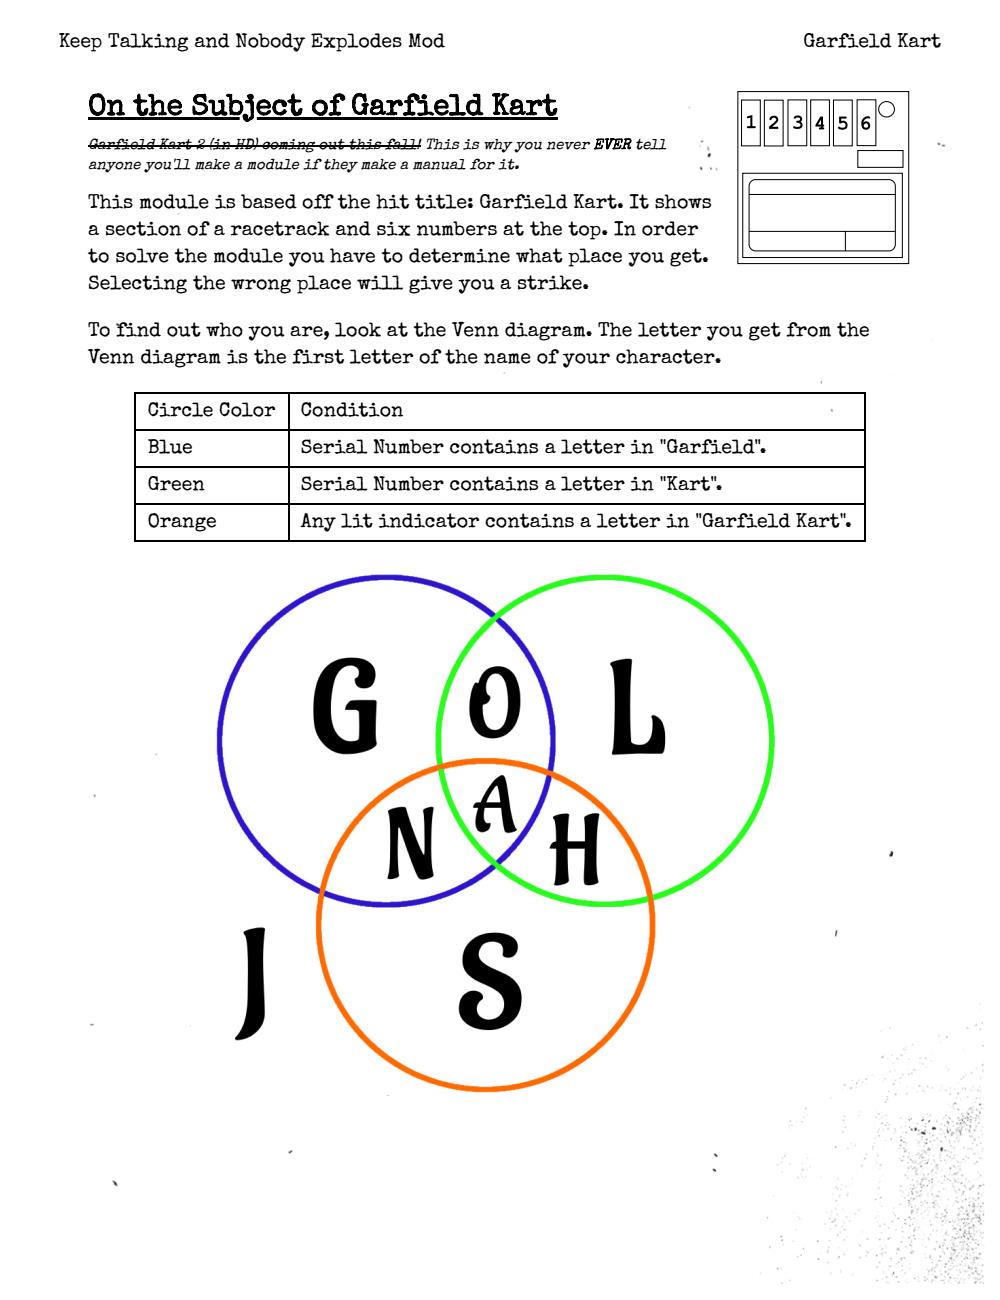 Keep Talking and Nobody Explodes Mod
Garfield Kart
On the Subject of Garfield Kart
1 2 3 4 5 6
Garfield Kart 2 (in HD) coming out this fall! This is why you never EVER tell
anyone you'll make a module if they make a manual for it.
This module is based off the hit title: Garfield Kart. It shows
a section of a racetrack and six numbers at the top. In order
to solve the module you have to determine what place you get.
Selecting the wrong place will give you a strike.
To find out who you are, look at the Venn diagram. The letter you get from the
Venn diagram is the first letter of the name of your character.
Circle Color Condition
Blue Serial Number contains a letter in "Garfield".
Green Serial Number contains a letter in "Kart".
Orange Any lit indicator contains a letter in "Garfield Kart".
G O L
N A H
J S